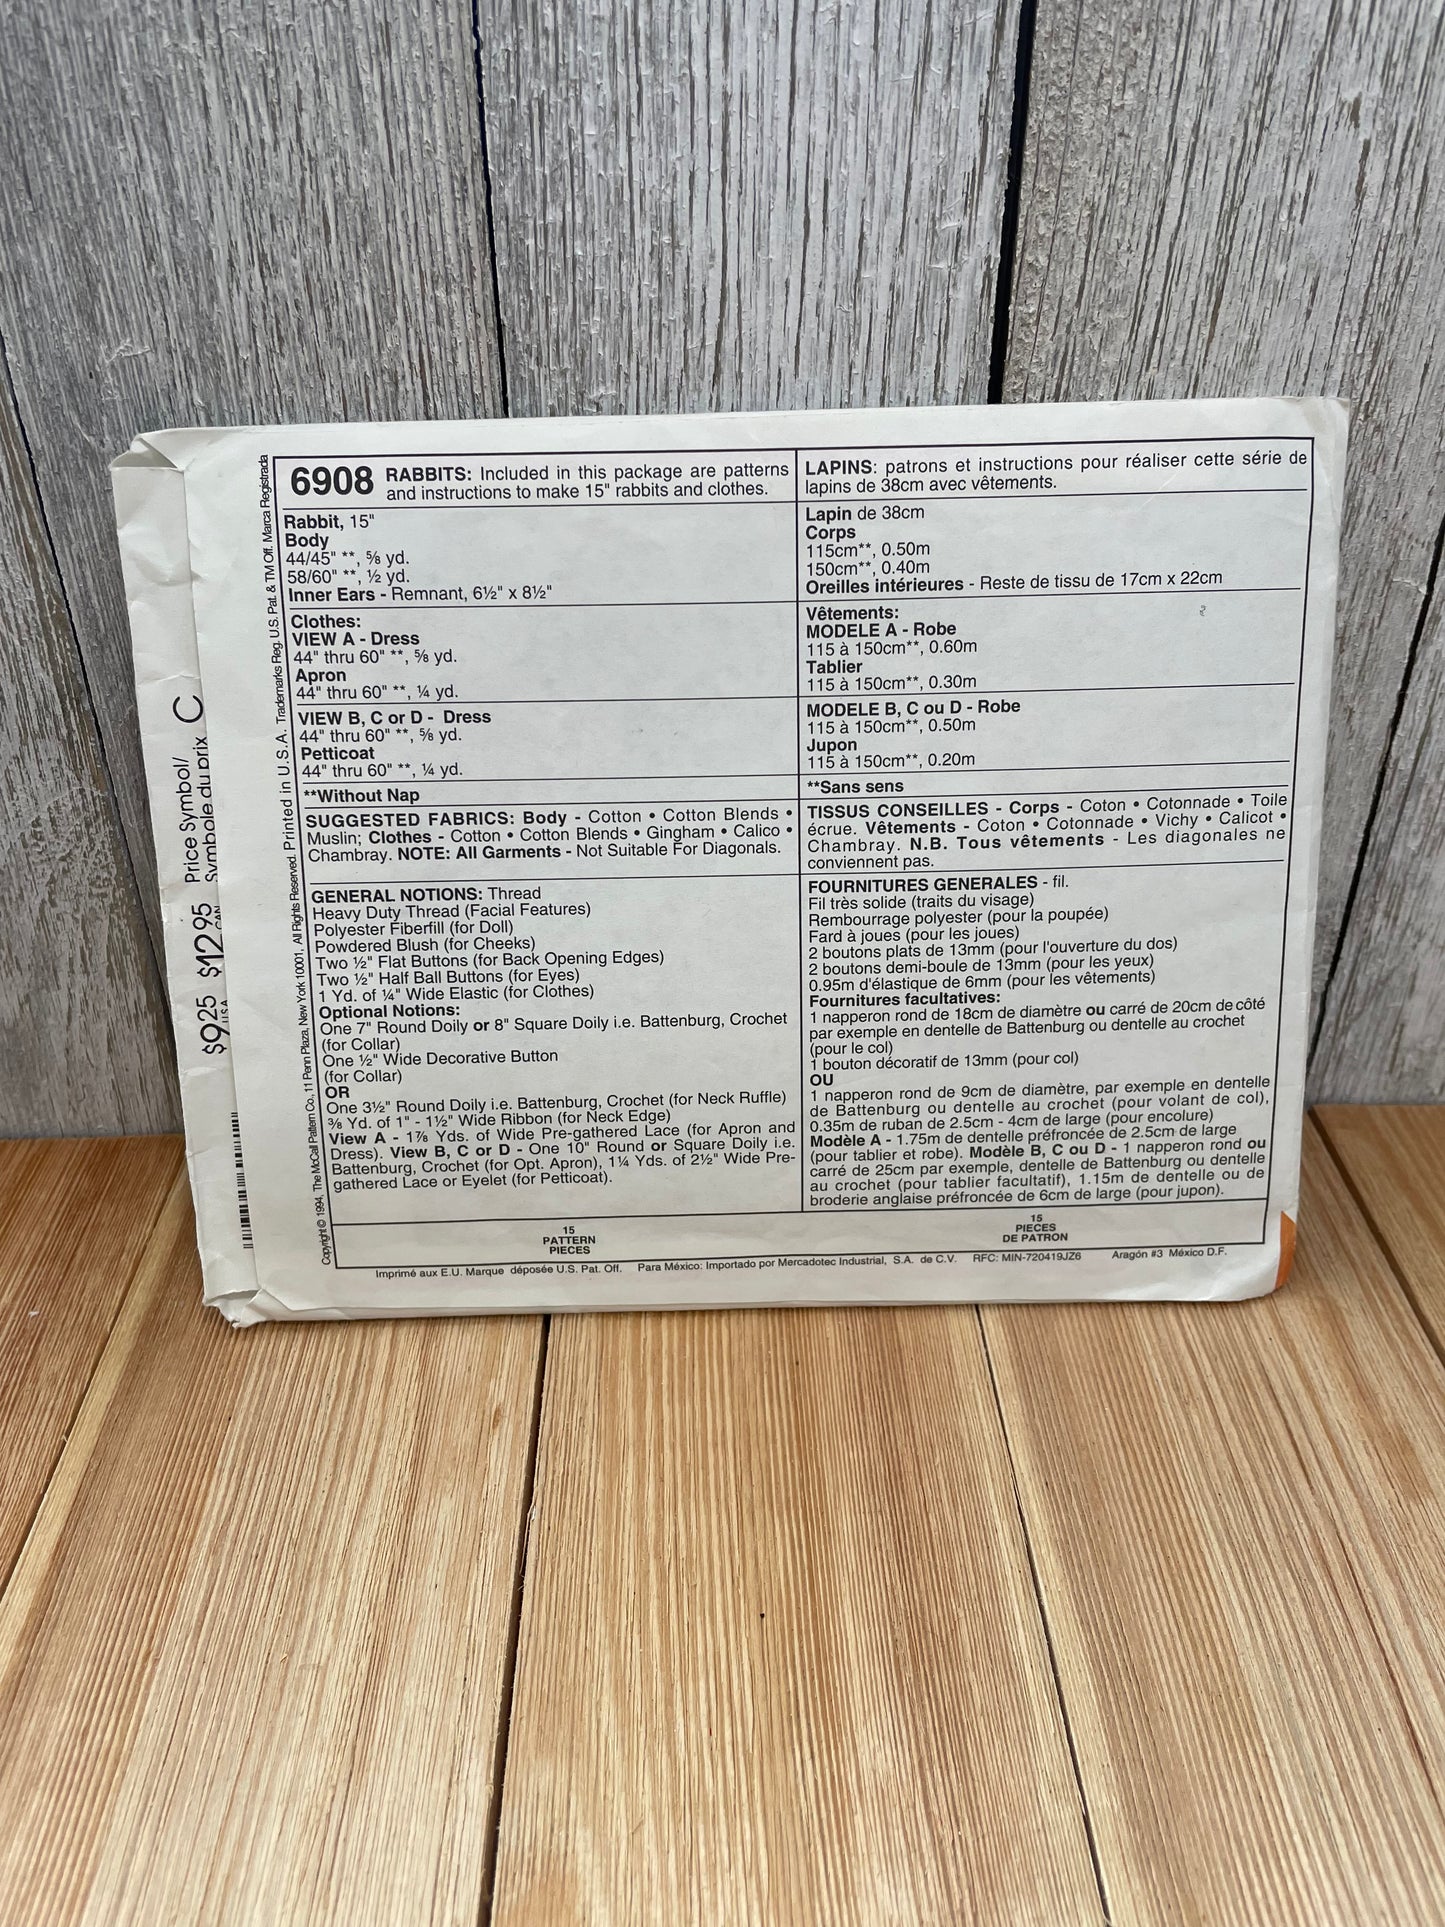 6908 RABBITS: Included in this package are patterns
and instructions to make 15" rabbits and clothes.
Rabbit, 15"
Body
44/45" **, ⅝ yd.
58/60" **, ½ yd.
Inner Ears - Remnant, 6½" x 8½"
Clothes:
VIEW A - Dress
44" thru 60" **, ⅝ yd.
Apron
44" thru 60" **, ¼ yd.
VIEW B, C or D - Dress
44" thru 60" **, ⅝ yd.
Petticoat
44" thru 60" **, ¼ yd.
**Without Nap
SUGGESTED FABRICS: Body - Cotton • Cotton Blends •
Muslin; Clothes - Cotton • Cotton Blends • Gingham • Calico •
Chambray. NOTE: All Garments - Not Suitable For Diagonals.
GENERAL NOTIONS: Thread
Heavy Duty Thread (Facial Features)
Polyester Fiberfill (for Doll)
Powdered Blush (for Cheeks)
Two ½" Flat Buttons (for Back Opening Edges)
Two ½" Half Ball Buttons (for Eyes)
1 Yd. of ¼" Wide Elastic (for Clothes)
Optional Notions:
One 7" Round Doily or 8" Square Doily i.e. Battenburg, Crochet
(for Collar)
One ½" Wide Decorative Button
(for Collar)
OR
One 3½" Round Doily i.e. Battenburg, Crochet (for Neck Ruffle)
⅜ Yd. of 1" - 1½" Wide Ribbon (for Neck Edge)
View A - 1⅞ Yds. of Wide Pre-gathered Lace (for Apron and
Dress). View B, C or D - One 10" Round or Square Doily i.e.
Battenburg, Crochet (for Opt. Apron), 1¼ Yds. of 2½" Wide Pre-
gathered Lace or Eyelet (for Petticoat).
15
PATTERN
PIECES
LAPINS: patrons et instructions pour réaliser cette série de
lapins de 38cm avec vêtements.
Lapin de 38cm
Corps
115cm**, 0.50m
150cm**, 0.40m
Oreilles intérieures - Reste de tissu de 17cm x 22cm
Vêtements:
MODELE A - Robe
115 à 150cm**, 0.60m
Tablier
115 à 150cm**, 0.30m
MODELE B, C ou D - Robe
115 à 150cm**, 0.50m
Jupon
115 à 150cm**, 0.20m
**Sans sens
TISSUS CONSEILLES - Corps - Coton • Cotonnade • Toile
écrue. Vêtements - Coton • Cotonnade • Vichy • Calicot •
Chambray. N.B. Tous vêtements - Les diagonales ne
conviennent pas.
FOURNITURES GENERALES - fil.
Fil très solide (traits du visage)
Rembourrage polyester (pour la poupée)
Fard à joues (pour les joues)
2 boutons plats de 13mm (pour l'ouverture du dos)
2 boutons demi-boule de 13mm (pour les yeux)
0.95m d'élastique de 6mm (pour les vêtements)
Fournitures facultatives:
1 napperon rond de 18cm de diamètre ou carré de 20cm de côté
par exemple en dentelle de Battenburg ou dentelle au crochet
(pour le col)
1 bouton décoratif de 13mm (pour col)
OU
1 napperon rond de 9cm de diamètre, par exemple en dentelle
de Battenburg ou dentelle au crochet (pour volant de col),
0.35m de ruban de 2.5cm - 4cm de large (pour encolure)
Modèle A - 1.75m de dentelle préfroncée de 2.5cm de large
(pour tablier et robe). Modèle B, C ou D - 1 napperon rond ou
carré de 25cm par exemple, dentelle de Battenburg ou dentelle
au crochet (pour tablier facultatif), 1.15m de dentelle ou de
broderie anglaise préfroncée de 6cm de large (pour jupon).
15
PIECES
DE PATRON
Imprimé aux E.U. Marque déposée U.S. Pat. Off. Para México: Importado por Mercadotec Industrial, S.A. de C.V. RFC: MIN-720419JZ6 Aragón #3 México D.F.
Copyright © 1994, The McCall Pattern Co., 11 Penn Plaza, New York 10001. All Rights Reserved. Printed in U.S.A. Trademarks Reg. U.S. Pat. & TM Off. Marca Registrada
$9.25 $12.95 Price Symbol/ C
U.S.A. CAN Symbole du prix